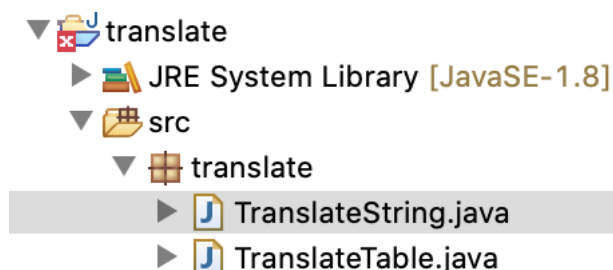 translate
JRE System Library [JavaSE-1.8]
src
translate
TranslateString.java
TranslateTable.java